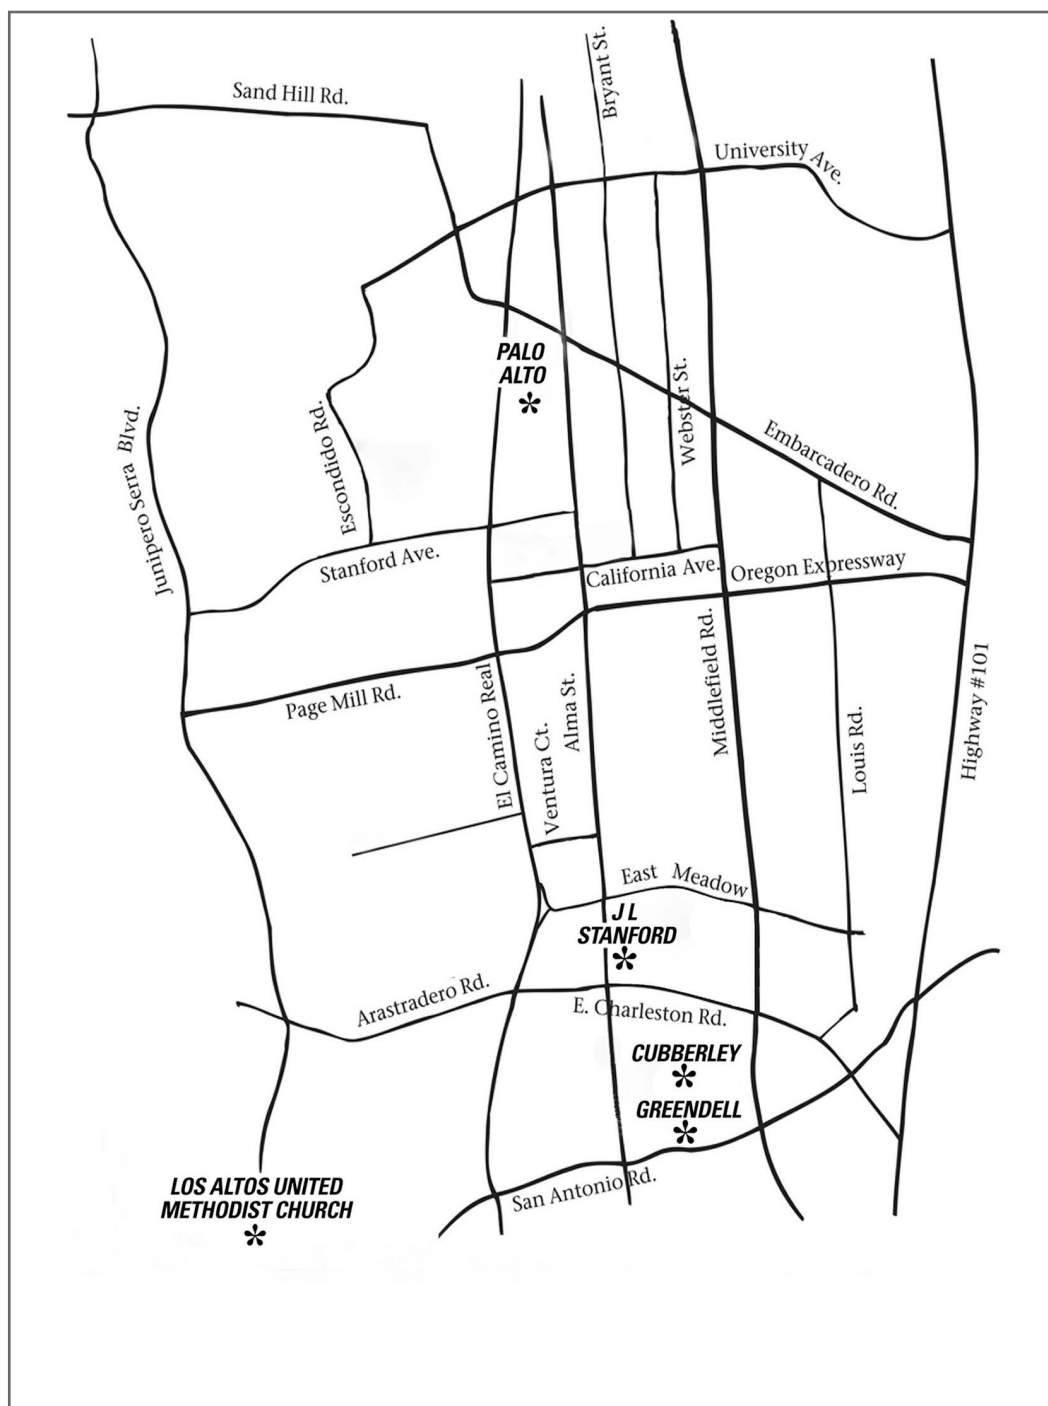 Bryant St.
Sand Hill Rd.
University Ave.
PALO
ALTO
*
Webster St.
Junipero Serra Blvd.
Escondido Rd.
Embarcadero Rd.
Stanford Ave.
California Ave.
Oregon Expressway
Page Mill Rd.
El Camino Real
Ventura Ct.
Alma St.
Middlefield Rd.
Louis Rd.
Highway #101
East Meadow
J L
STANFORD
*
Arastradero Rd.
E. Charleston Rd.
CUBBERLEY
*
GREENDELL
*
San Antonio Rd.
LOS ALTOS UNITED
METHODIST CHURCH
*